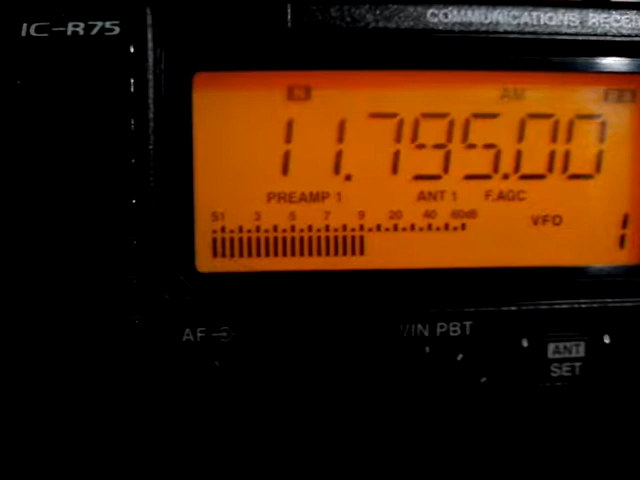 IC-R75
COMMUNICATIONS RECEI
N AM
11.795.00
PREAMP 1 ANT 1 F.AGC
S1 3 5 7 9 20 40 60dB
VFO 1
AF
WIN PBT
ANT
SET